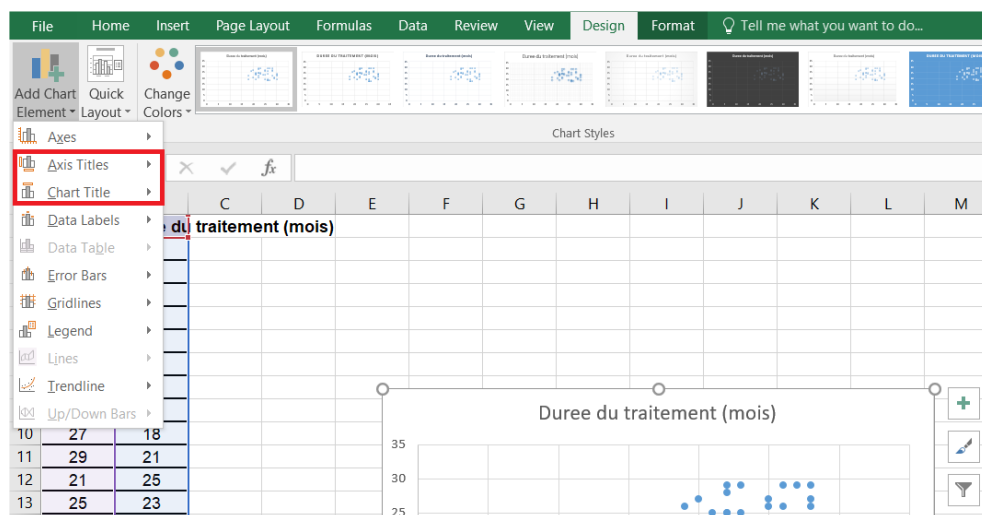 File Home Insert Page Layout Formulas Data Review View Design Format Tell me what you want to do...
Add Chart Element
Quick Layout
Change Colors
Chart Styles
Axes
Axis Titles
Chart Title
Data Labels
Data Table
Error Bars
Gridlines
Legend
Lines
Trendline
Up/Down Bars
fx
C D E F G H I J K L M
du traitement (mois)
10 27 18
11 29 21
12 21 25
13 25 23
Duree du traitement (mois)
35
30
25